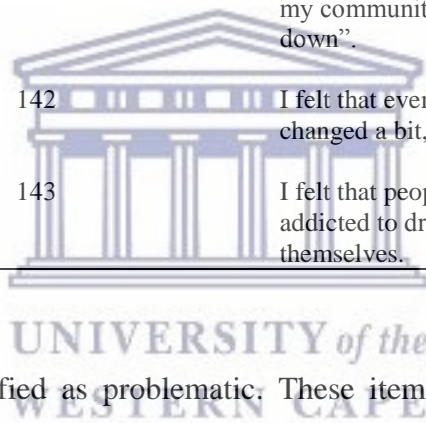 my communit
down”.
142 I felt that ever
changed a bit,
143 I felt that peop
addicted to dr
themselves.
UNIVERSITY of the
fied as problematic. These item
WESTERN CAPE